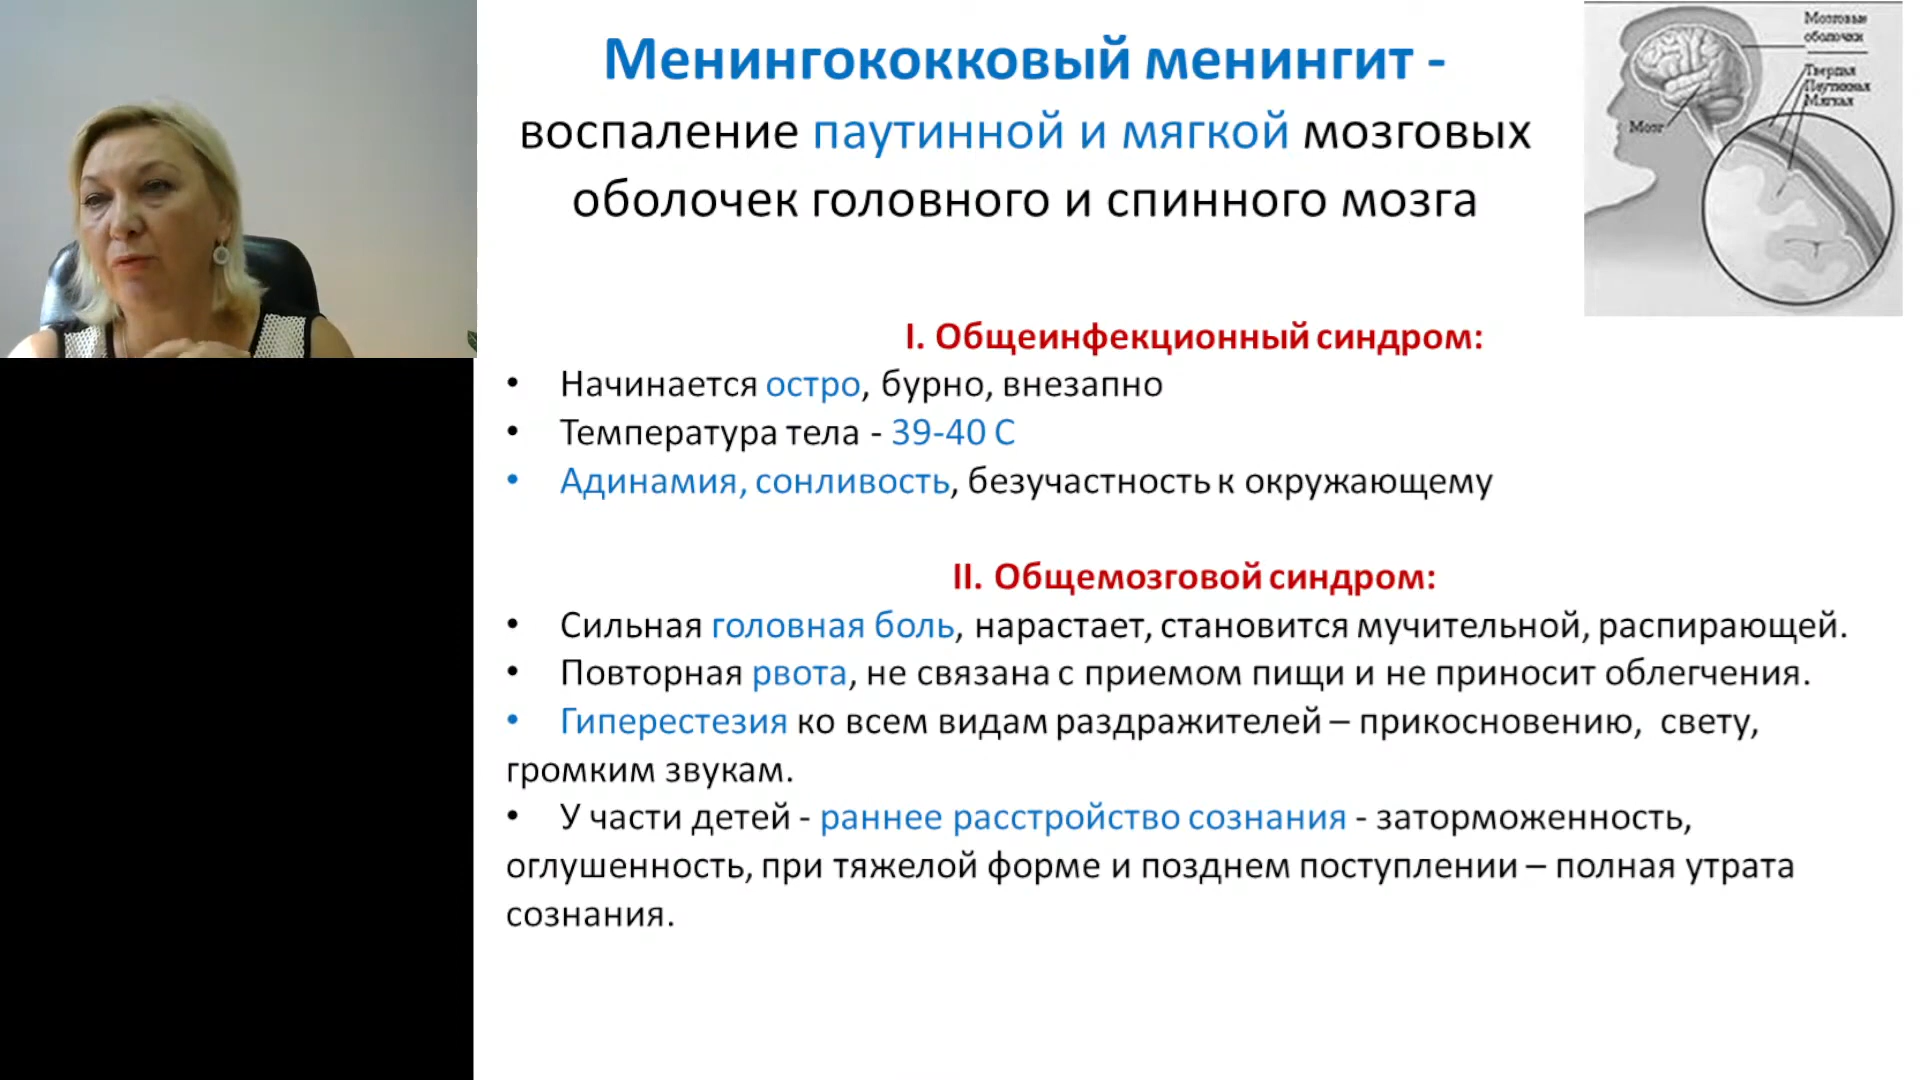 Менингококковый менингит -
воспаление паутинной и мягкой мозговых
оболочек головного и спинного мозга
Мозговые
оболочки
Твердая
Паутинная
Мягкая
Мозг
I. Общеинфекционный синдром:
• Начинается остро, бурно, внезапно
• Температура тела - 39-40 С
• Адинамия, сонливость, безучастность к окружающему
II. Общемозговой синдром:
• Сильная головная боль, нарастает, становится мучительной, распирающей.
• Повторная рвота, не связана с приемом пищи и не приносит облегчения.
• Гиперестезия ко всем видам раздражителей – прикосновению, свету,
громким звукам.
• У части детей - раннее расстройство сознания - заторможенность,
оглушенность, при тяжелой форме и позднем поступлении – полная утрата
сознания.